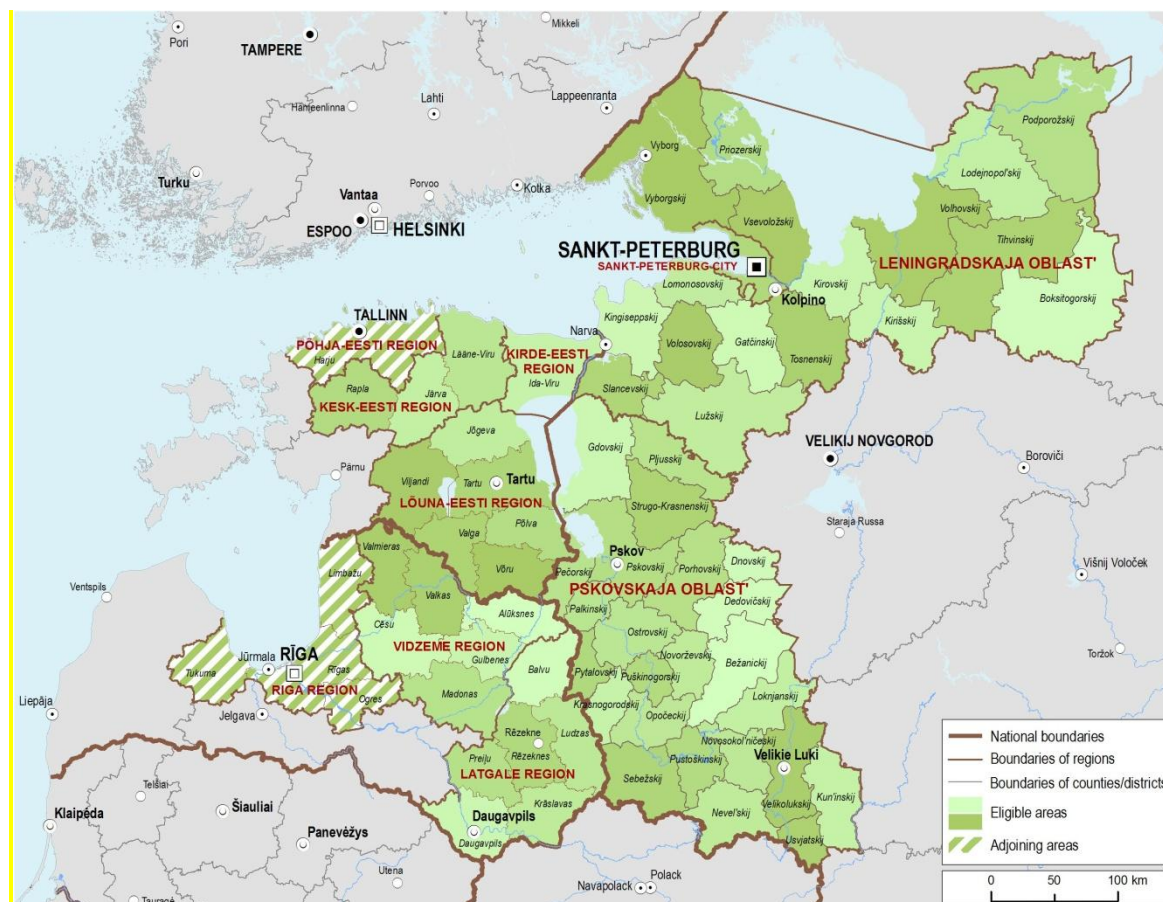 Mikkeli
Pori
TAMPERE
Hämeenlinna
Lahti
Lappeenranta
Podporožskij
Vyborg
Priozerskij
Lodejnopol'skij
Turku
Vantaa
Porvoo
Kotka
Vyborgskij
Volhovskij
ESPOO
HELSINKI
Vsevoložskij
Tihvinskij
SANKT-PETERBURG
SANKT-PETERBURG-CITY
LENINGRADSKAJA OBLAST'
Lomonosovskij
Kirovskij
Boksitogorskij
Kolpino
Kingiseppskij
Kirišskij
TALLINN
Narva
PÕHJA-EESTI REGION
Harju
Lääne-Viru
KIRDE-EESTI
REGION
Ida-Viru
Volosovskij
Gatčinskij
Tosnenskij
Rapla
Järva
KESK-EESTI REGION
Slancevskij
Lužskij
Jõgeva
Gdovskij
Pljusskij
VELIKIJ NOVGOROD
Boroviči
Pärnu
Viljandi
Tartu
Tartu
LÕUNA-EESTI REGION
Strugo-Krasnenskij
Staraja Russa
Valga
Põlva
Valmieras
Võru
Pskov
Pečorskij
Pskovskij
Porhovskij
Dnovskij
Limbažu
Višnij Voloček
Ventspils
Valkas
PSKOVSKAJA OBLAST'
Dedovičskij
Palkinskij
Cēsu
Alūksnes
Ostrovskij
VIDZEME REGION
Gulbenes
Novorževskij
Bežanickij
RĪGA
Jūrmala
Rīgas
Balvu
Pytalovskij
Puškinogorskij
Toržok
Tukuma
RIGA REGION
Ogres
Madonas
Krasnogorodskij
Loknjanskij
Liepāja
Jelgava
Opočeckij
Rēzekne
Ludzas
Novosokol'ničeskij
Preiļu
Rēzeknes
Pustoškinskij
Velikie Luki
LATGALE REGION
Sebežskij
Telšiai
Krāslavas
Velikolukskij
Kun'inskij
Klaipėda
Šiauliai
Daugavpils
Nevel'skij
Daugavpils
Usvjatskij
Panevėžys
Utena
Navapolack
Polack
Tauragė
National boundaries
Boundaries of regions
Boundaries of counties/districts
Eligible areas
Adjoining areas
0 50 100 km